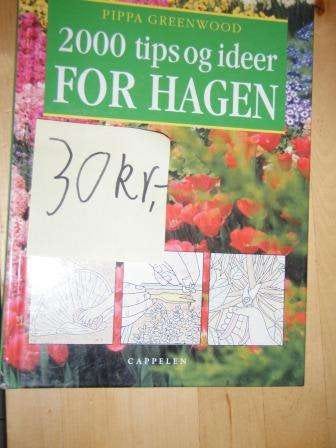 PIPPA GREENWOOD
2000 tips og ideer
FOR HAGEN
30 kr,-
CAPPELEN